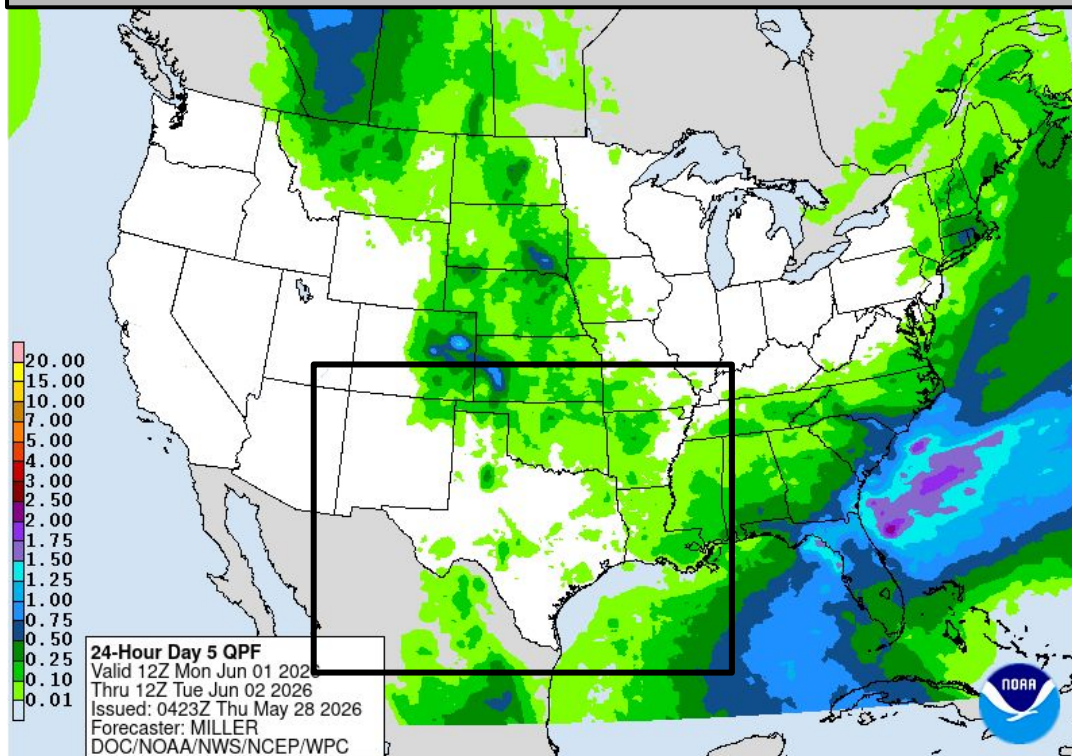 20.00
15.00
10.00
7.00
5.00
4.00
3.00
2.50
2.00
1.75
1.50
1.25
1.00
0.75
0.50
0.25
0.10
0.01
24-Hour Day 5 QPF
Valid 12Z Mon Jun 01 2026
Thru 12Z Tue Jun 02 2026
Issued: 0423Z Thu May 28 2026
Forecaster: MILLER
DOC/NOAA/NWS/NCEP/WPC
NOAA